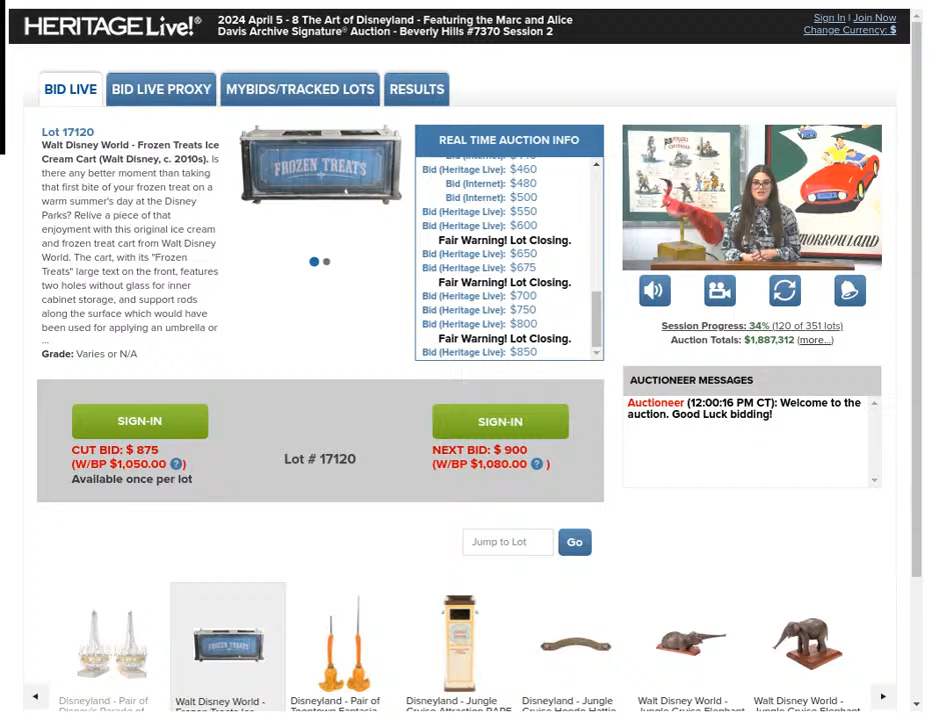 HERITAGE Live!®
2024 April 5 - 8 The Art of Disneyland - Featuring the Marc and Alice
Davis Archive Signature® Auction - Beverly Hills #7370 Session 2
Sign In | Join Now
Change Currency: $
BID LIVE
BID LIVE PROXY
MYBIDS/TRACKED LOTS
RESULTS
Lot 17120
Walt Disney World - Frozen Treats Ice
Cream Cart (Walt Disney, c. 2010s). Is
there any better moment than taking
that first bite of your frozen treat on a
warm summer's day at the Disney
Parks? Relive a piece of that
enjoyment with this original ice cream
and frozen treat cart from Walt Disney
World. The cart, with its "Frozen
Treats" large text on the front, features
two holes without glass for inner
cabinet storage, and support rods
along the surface which would have
been used for applying an umbrella or
...
Grade: Varies or N/A
FROZEN TREATS
REAL TIME AUCTION INFO
Bid (Heritage Live): $460
Bid (Internet): $480
Bid (Internet): $500
Bid (Heritage Live): $550
Bid (Heritage Live): $600
Fair Warning! Lot Closing.
Bid (Heritage Live): $650
Bid (Heritage Live): $675
Fair Warning! Lot Closing.
Bid (Heritage Live): $700
Bid (Heritage Live): $750
Bid (Heritage Live): $800
Fair Warning! Lot Closing.
Bid (Heritage Live): $850
Session Progress: 34% (120 of 351 lots)
Auction Totals: $1,887,312 (more...)
AUCTIONEER MESSAGES
Auctioneer (12:00:16 PM CT): Welcome to the
auction. Good Luck bidding!
SIGN-IN
CUT BID: $ 875
(W/BP $1,050.00 ?)
Available once per lot
Lot # 17120
SIGN-IN
NEXT BID: $ 900
(W/BP $1,080.00 ? )
Jump to Lot
Go
Disneyland - Pair of
Walt Disney World -
Disneyland - Pair of
Disneyland - Jungle
Disneyland - Jungle
Walt Disney World -
Walt Disney World -